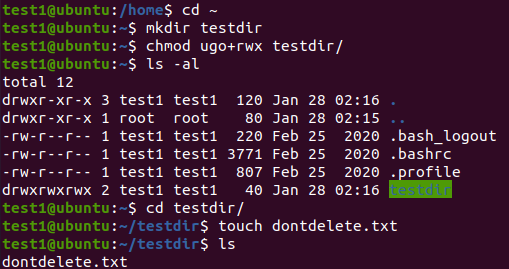 test1@ubuntu:/home$ cd ~
test1@ubuntu:~$ mkdir testdir
test1@ubuntu:~$ chmod ugo+rwx testdir/
test1@ubuntu:~$ ls -al
total 12
drwxr-xr-x 3 test1 test1  120 Jan 28 02:16 .
drwxr-xr-x 1 root  root    80 Jan 28 02:15 ..
-rw-r--r-- 1 test1 test1  220 Feb 25  2020 .bash_logout
-rw-r--r-- 1 test1 test1 3771 Feb 25  2020 .bashrc
-rw-r--r-- 1 test1 test1  807 Feb 25  2020 .profile
drwxrwxrwx 2 test1 test1   40 Jan 28 02:16 testdir
test1@ubuntu:~$ cd testdir/
test1@ubuntu:~/testdir$ touch dontdelete.txt
test1@ubuntu:~/testdir$ ls
dontdelete.txt